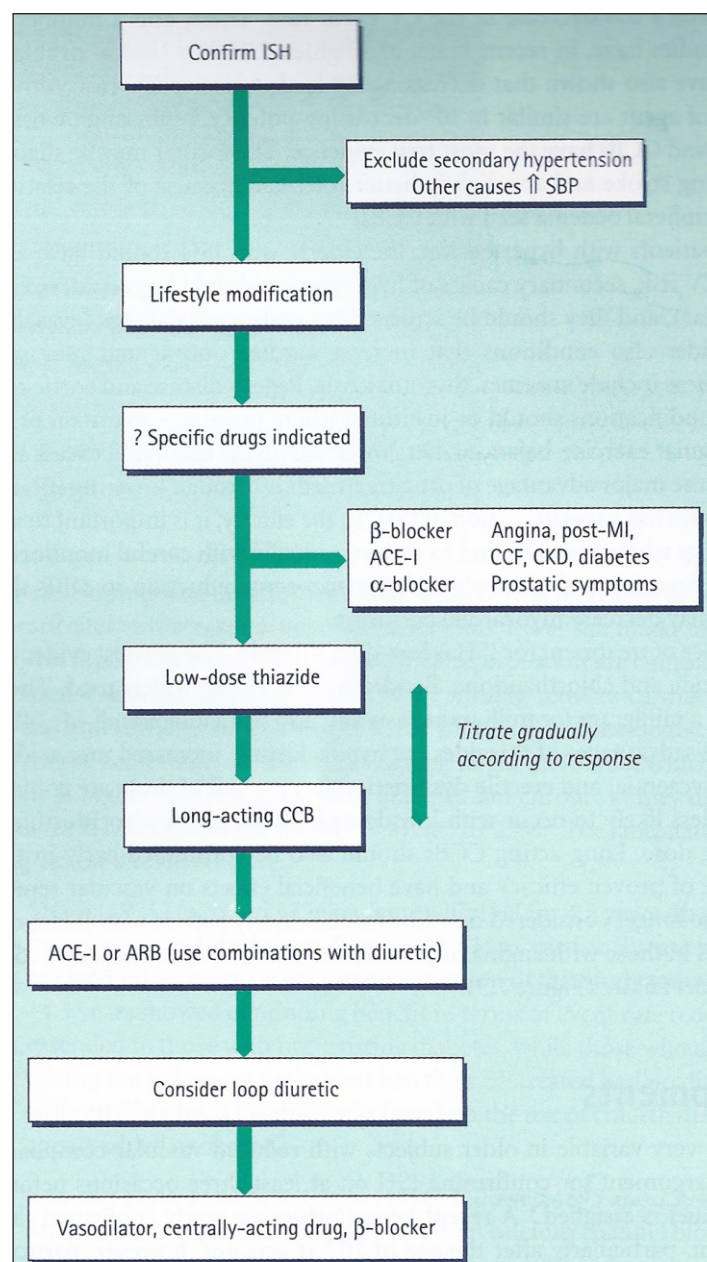 Confirm ISH
Exclude secondary hypertension
Other causes ⇑ SBP
Lifestyle modification
? Specific drugs indicated
β-blocker Angina, post-MI,
ACE-I CCF, CKD, diabetes
α-blocker Prostatic symptoms
Low-dose thiazide
Titrate gradually
according to response
Long-acting CCB
ACE-I or ARB (use combinations with diuretic)
Consider loop diuretic
Vasodilator, centrally-acting drug, β-blocker